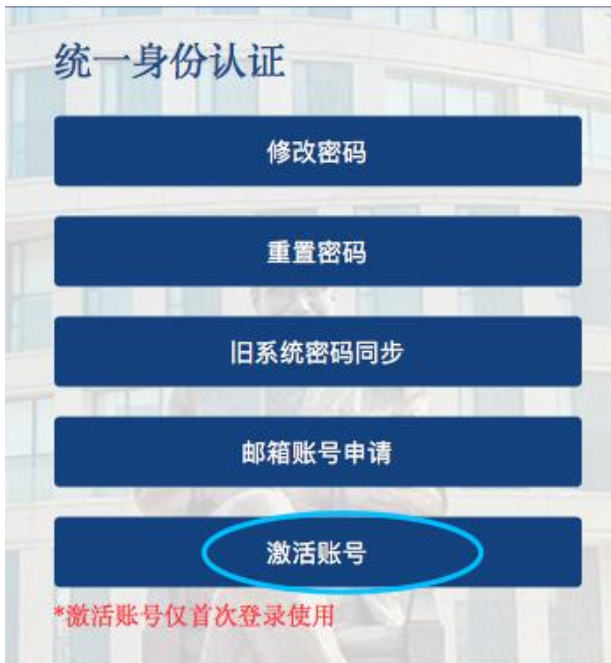 统一身份认证
修改密码
重置密码
旧系统密码同步
邮箱账号申请
激活账号
*激活账号仅首次登录使用